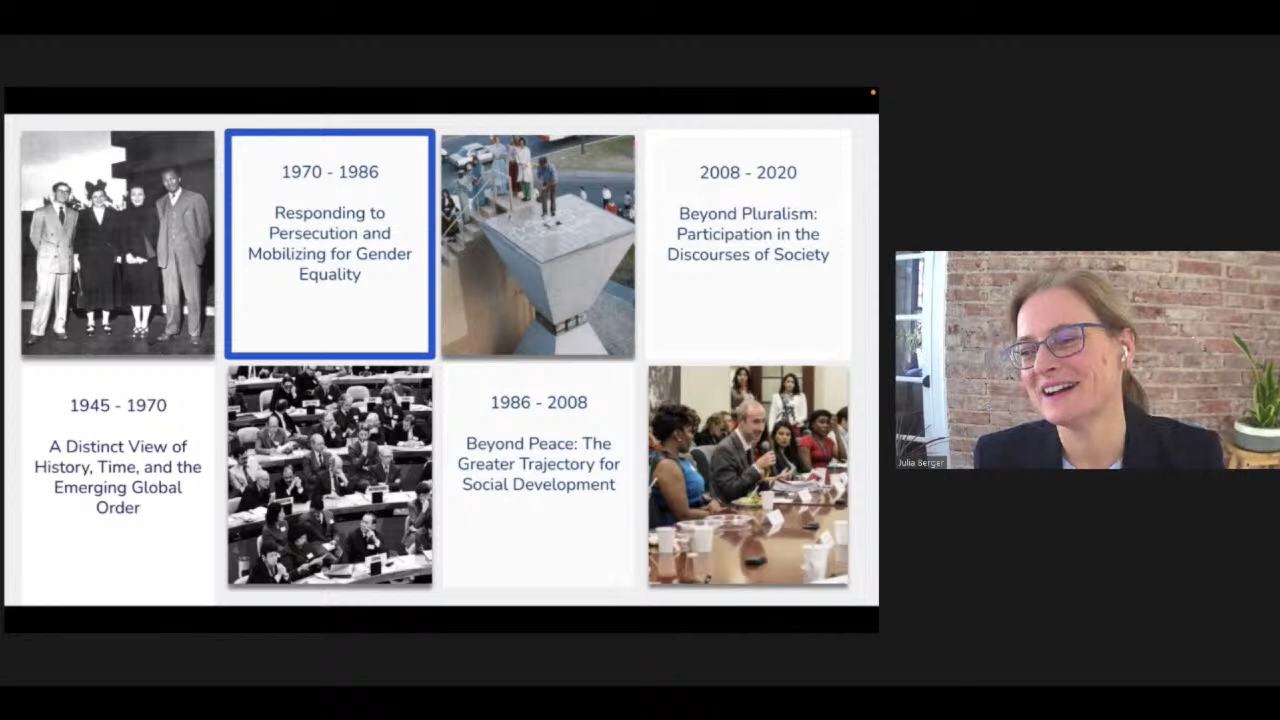 1970 - 1986
Responding to
Persecution and
Mobilizing for Gender
Equality
2008 - 2020
Beyond Pluralism:
Participation in the
Discourses of Society
1945 - 1970
A Distinct View of
History, Time, and the
Emerging Global
Order
1986 - 2008
Beyond Peace: The
Greater Trajectory for
Social Development
Julia Berger